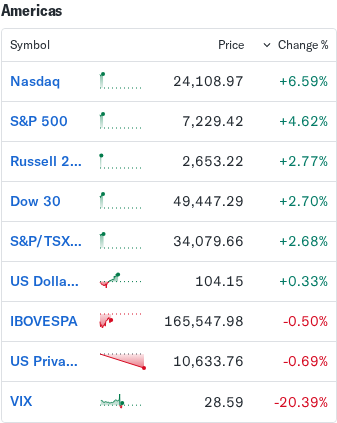 Americas
Symbol Price Change %
Nasdaq 24,108.97 +6.59%
S&P 500 7,229.42 +4.62%
Russell 2... 2,653.22 +2.77%
Dow 30 49,447.29 +2.70%
S&P/TSX... 34,079.66 +2.68%
US Dolla... 104.15 +0.33%
IBOVESPA 165,547.98 -0.50%
US Priva... 10,633.76 -0.69%
VIX 28.59 -20.39%